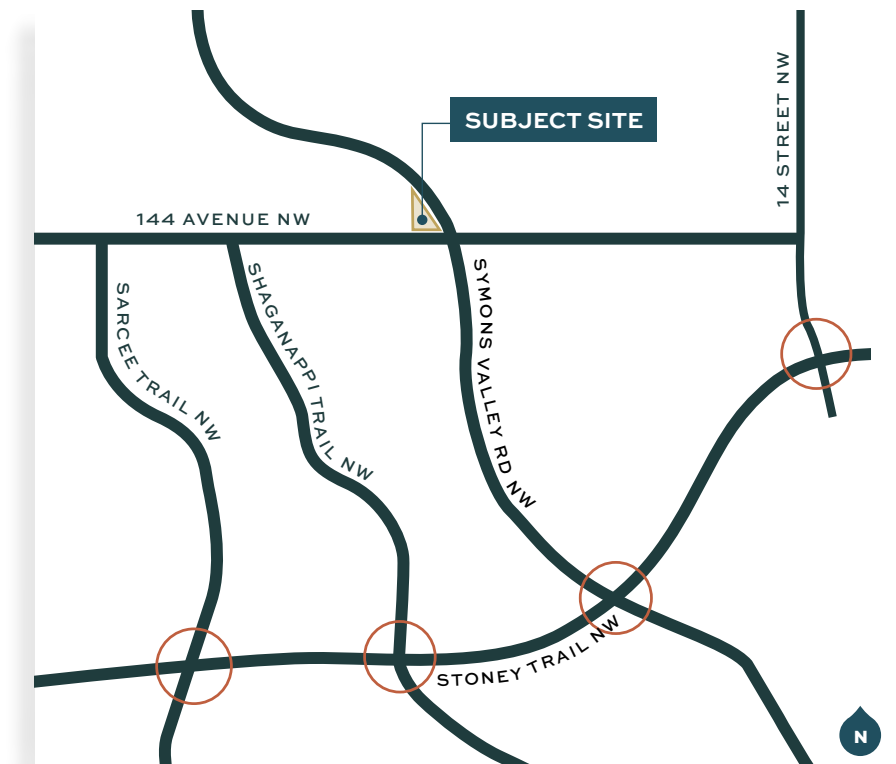 SUBJECT SITE
14 STREET NW
144 AVENUE NW
SARCEE TRAIL NW
SHAGANAPPI TRAIL NW
SYMONS VALLEY RD NW
STONEY TRAIL NW
N